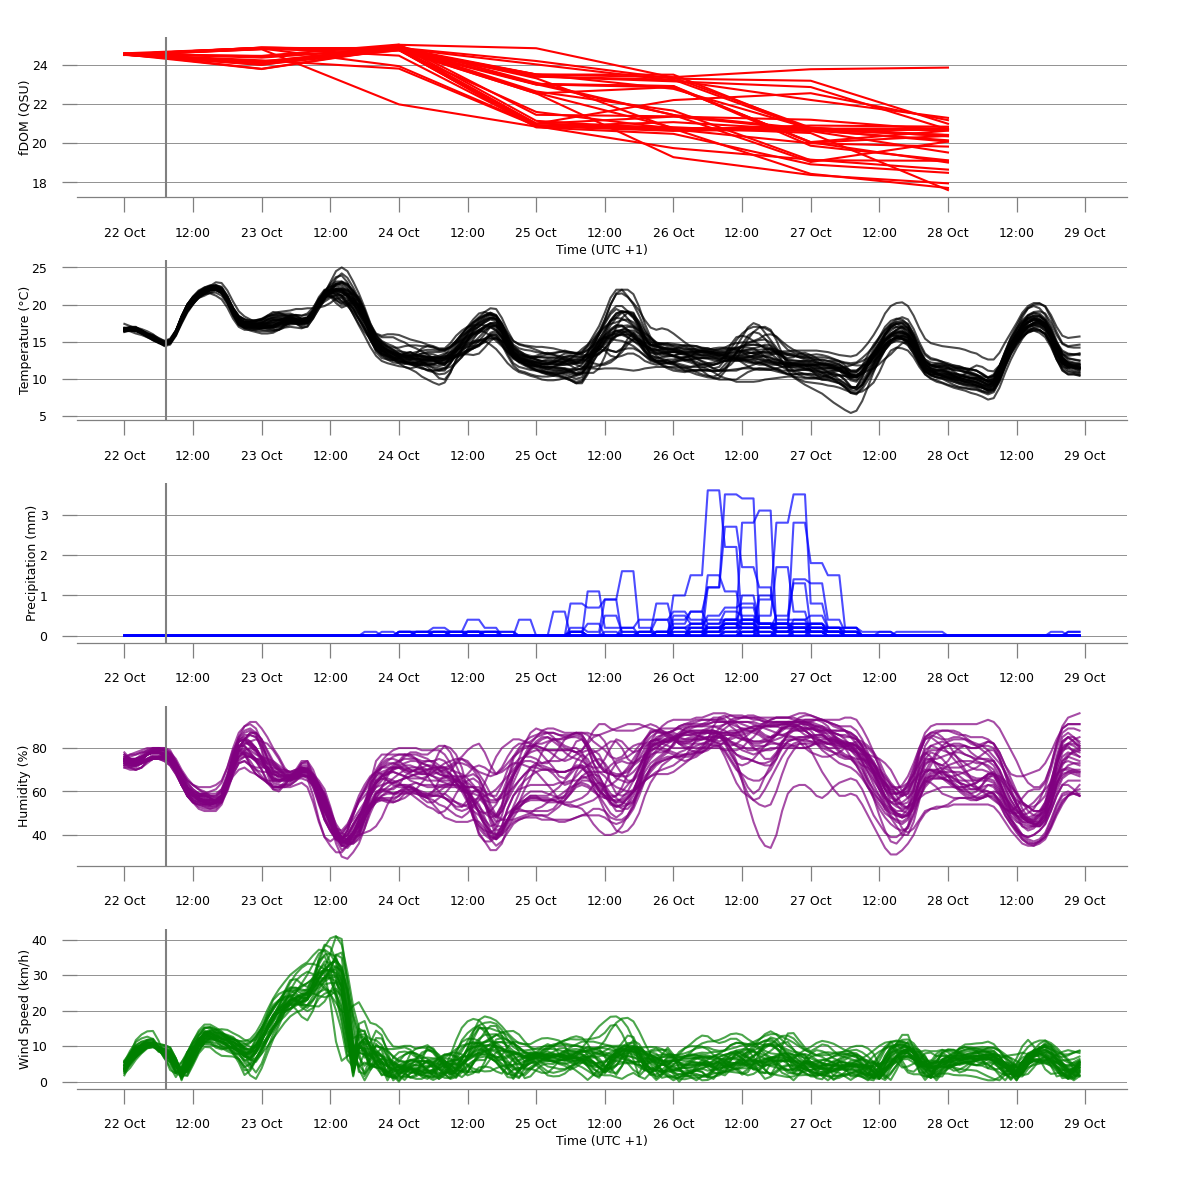 fDOM (QSU)
24
22
20
18
22 Oct 12:00 23 Oct 12:00 24 Oct 12:00 25 Oct 12:00 26 Oct 12:00 27 Oct 12:00 28 Oct 12:00 29 Oct
Time (UTC +1)
Temperature (°C)
25
20
15
10
5
22 Oct 12:00 23 Oct 12:00 24 Oct 12:00 25 Oct 12:00 26 Oct 12:00 27 Oct 12:00 28 Oct 12:00 29 Oct
Precipitation (mm)
3
2
1
0
22 Oct 12:00 23 Oct 12:00 24 Oct 12:00 25 Oct 12:00 26 Oct 12:00 27 Oct 12:00 28 Oct 12:00 29 Oct
Humidity (%)
80
60
40
22 Oct 12:00 23 Oct 12:00 24 Oct 12:00 25 Oct 12:00 26 Oct 12:00 27 Oct 12:00 28 Oct 12:00 29 Oct
Wind Speed (km/h)
40
30
20
10
0
22 Oct 12:00 23 Oct 12:00 24 Oct 12:00 25 Oct 12:00 26 Oct 12:00 27 Oct 12:00 28 Oct 12:00 29 Oct
Time (UTC +1)